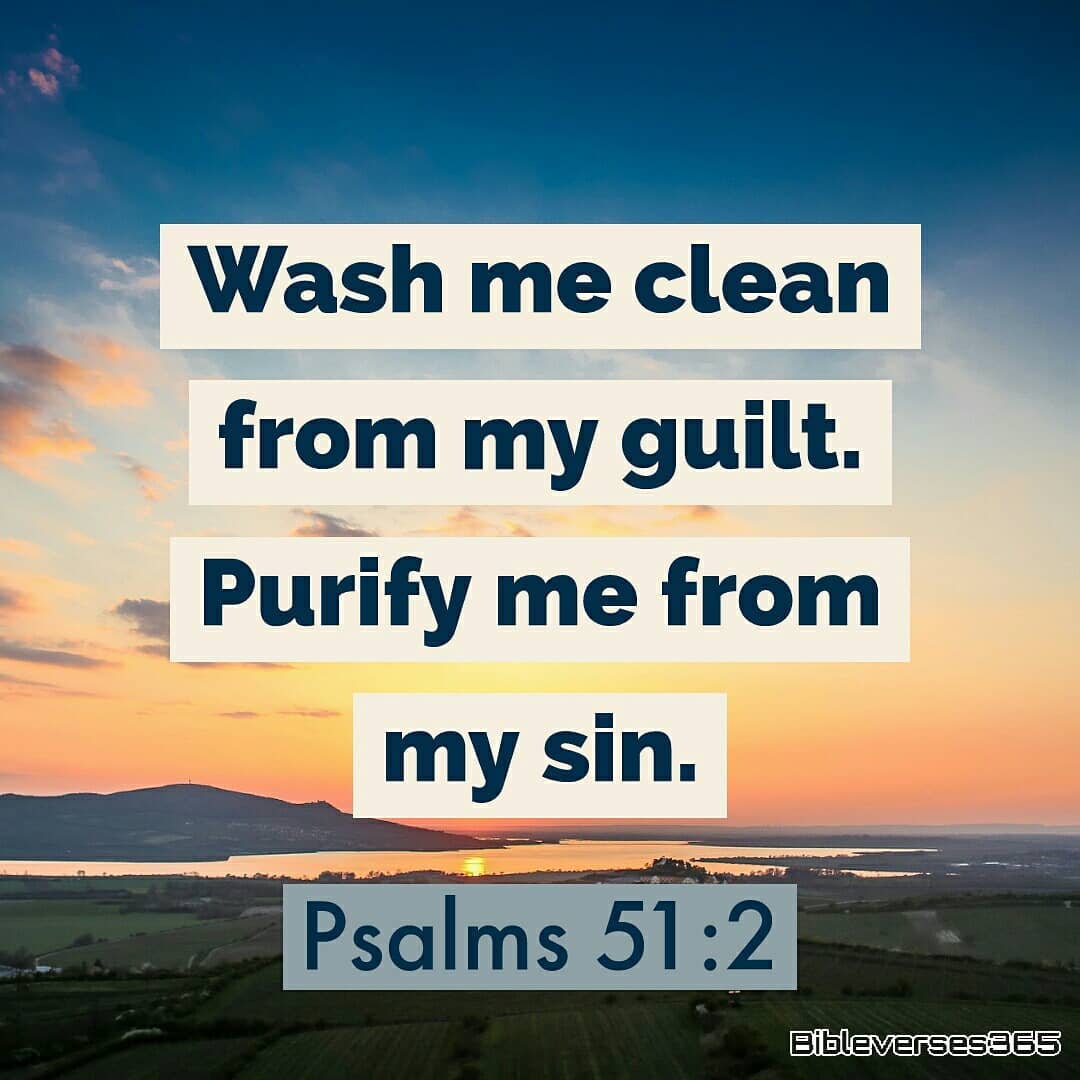 Wash me clean
from my guilt.
Purify me from
my sin.
Psalms 51:2
Bibleverses365